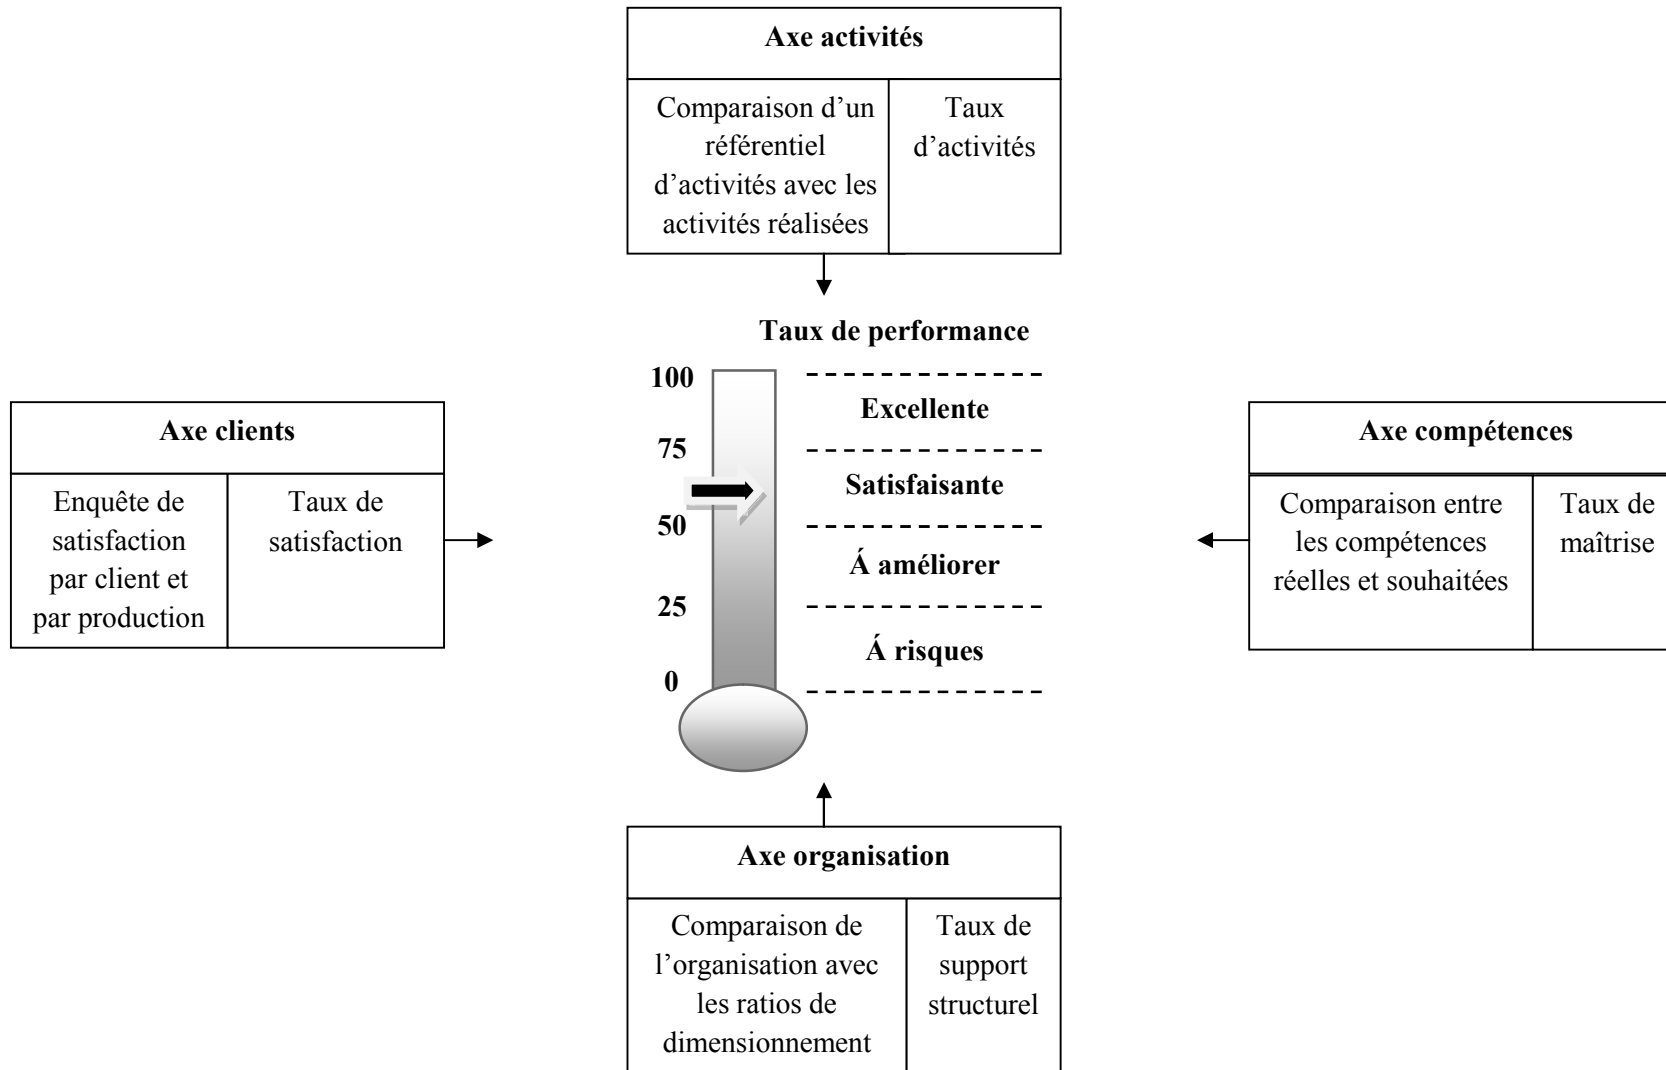 Axe activités
Comparaison d’un
référentiel
d’activités avec les
activités réalisées
Taux
d’activités
Taux de performance
100
Excellente
75
Satisfaisante
50
Á améliorer
25
Á risques
0
Axe clients
Enquête de
satisfaction
par client et
par production
Taux de
satisfaction
Axe compétences
Comparaison entre
les compétences
réelles et souhaitées
Taux de
maîtrise
Axe organisation
Comparaison de
l’organisation avec
les ratios de
dimensionnement
Taux de
support
structurel